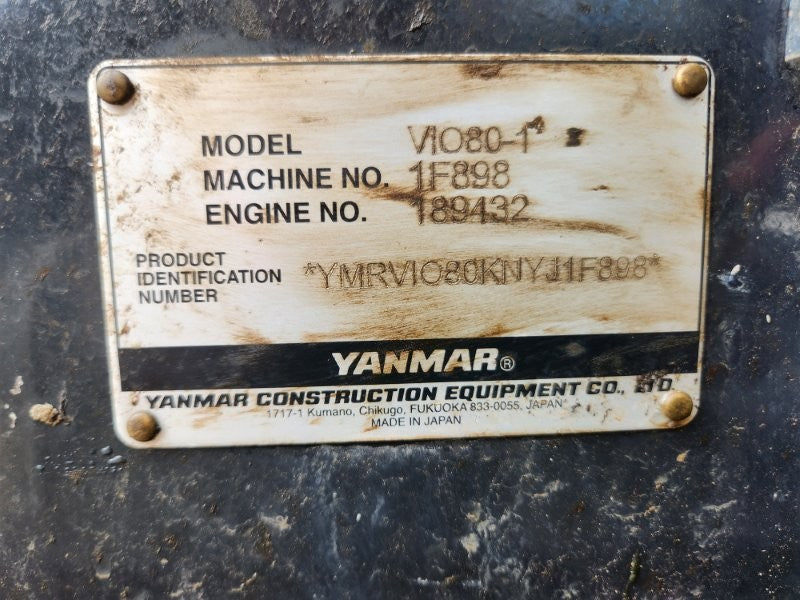 MODEL VIO80-1
MACHINE NO. 1F898
ENGINE NO. 189432
PRODUCT
IDENTIFICATION
NUMBER
*YMRVIO80KNYJ1F898*
YANMAR®
YANMAR CONSTRUCTION EQUIPMENT CO., LTD.
1717-1 Kumano, Chikugo, FUKUOKA 833-0055, JAPAN
MADE IN JAPAN